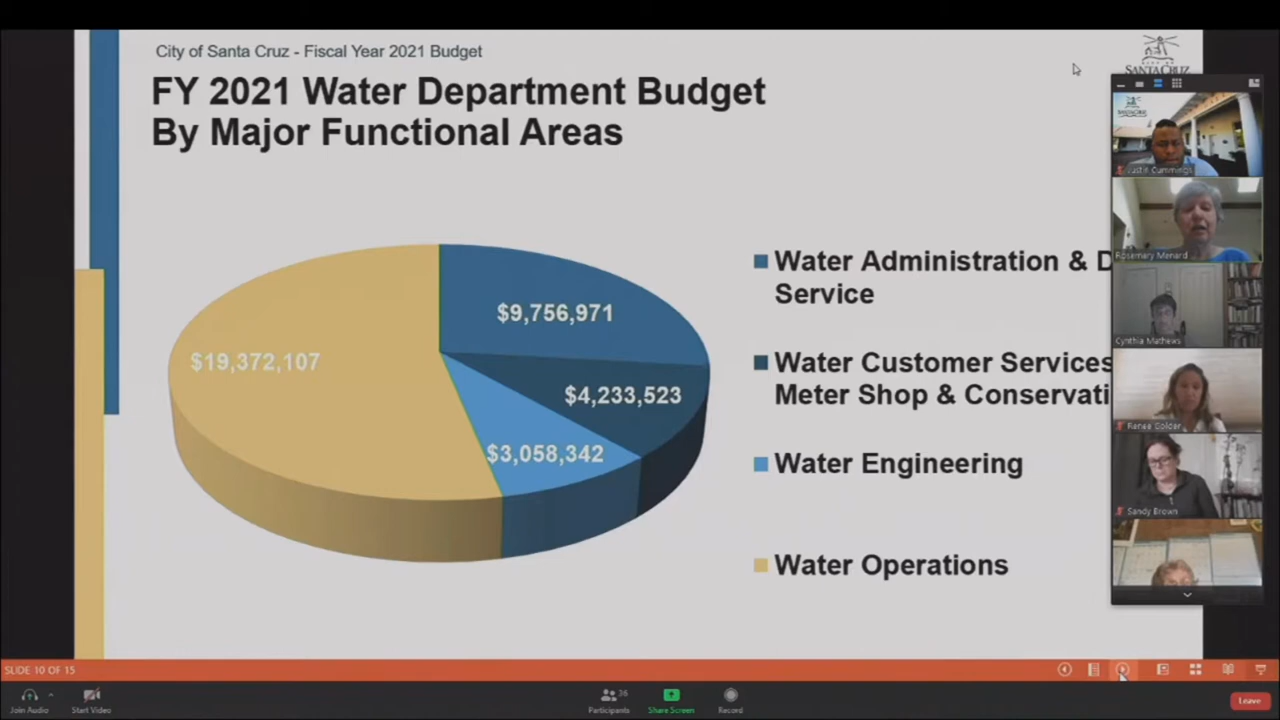 City of Santa Cruz - Fiscal Year 2021 Budget
SANTA CRUZ
FY 2021 Water Department Budget
By Major Functional Areas
$9,756,971
$19,372,107
$4,233,523
$3,058,342
Water Administration & D
Service
Water Customer Services
Meter Shop & Conservati
Water Engineering
Water Operations
Justin Cummings
Rosemary Menard
Cynthia Mathews
Renee Golder
Sandy Brown
SLIDE 10 OF 15
Join Audio
Start Video
36
Participants
Share Screen
Record
Leave